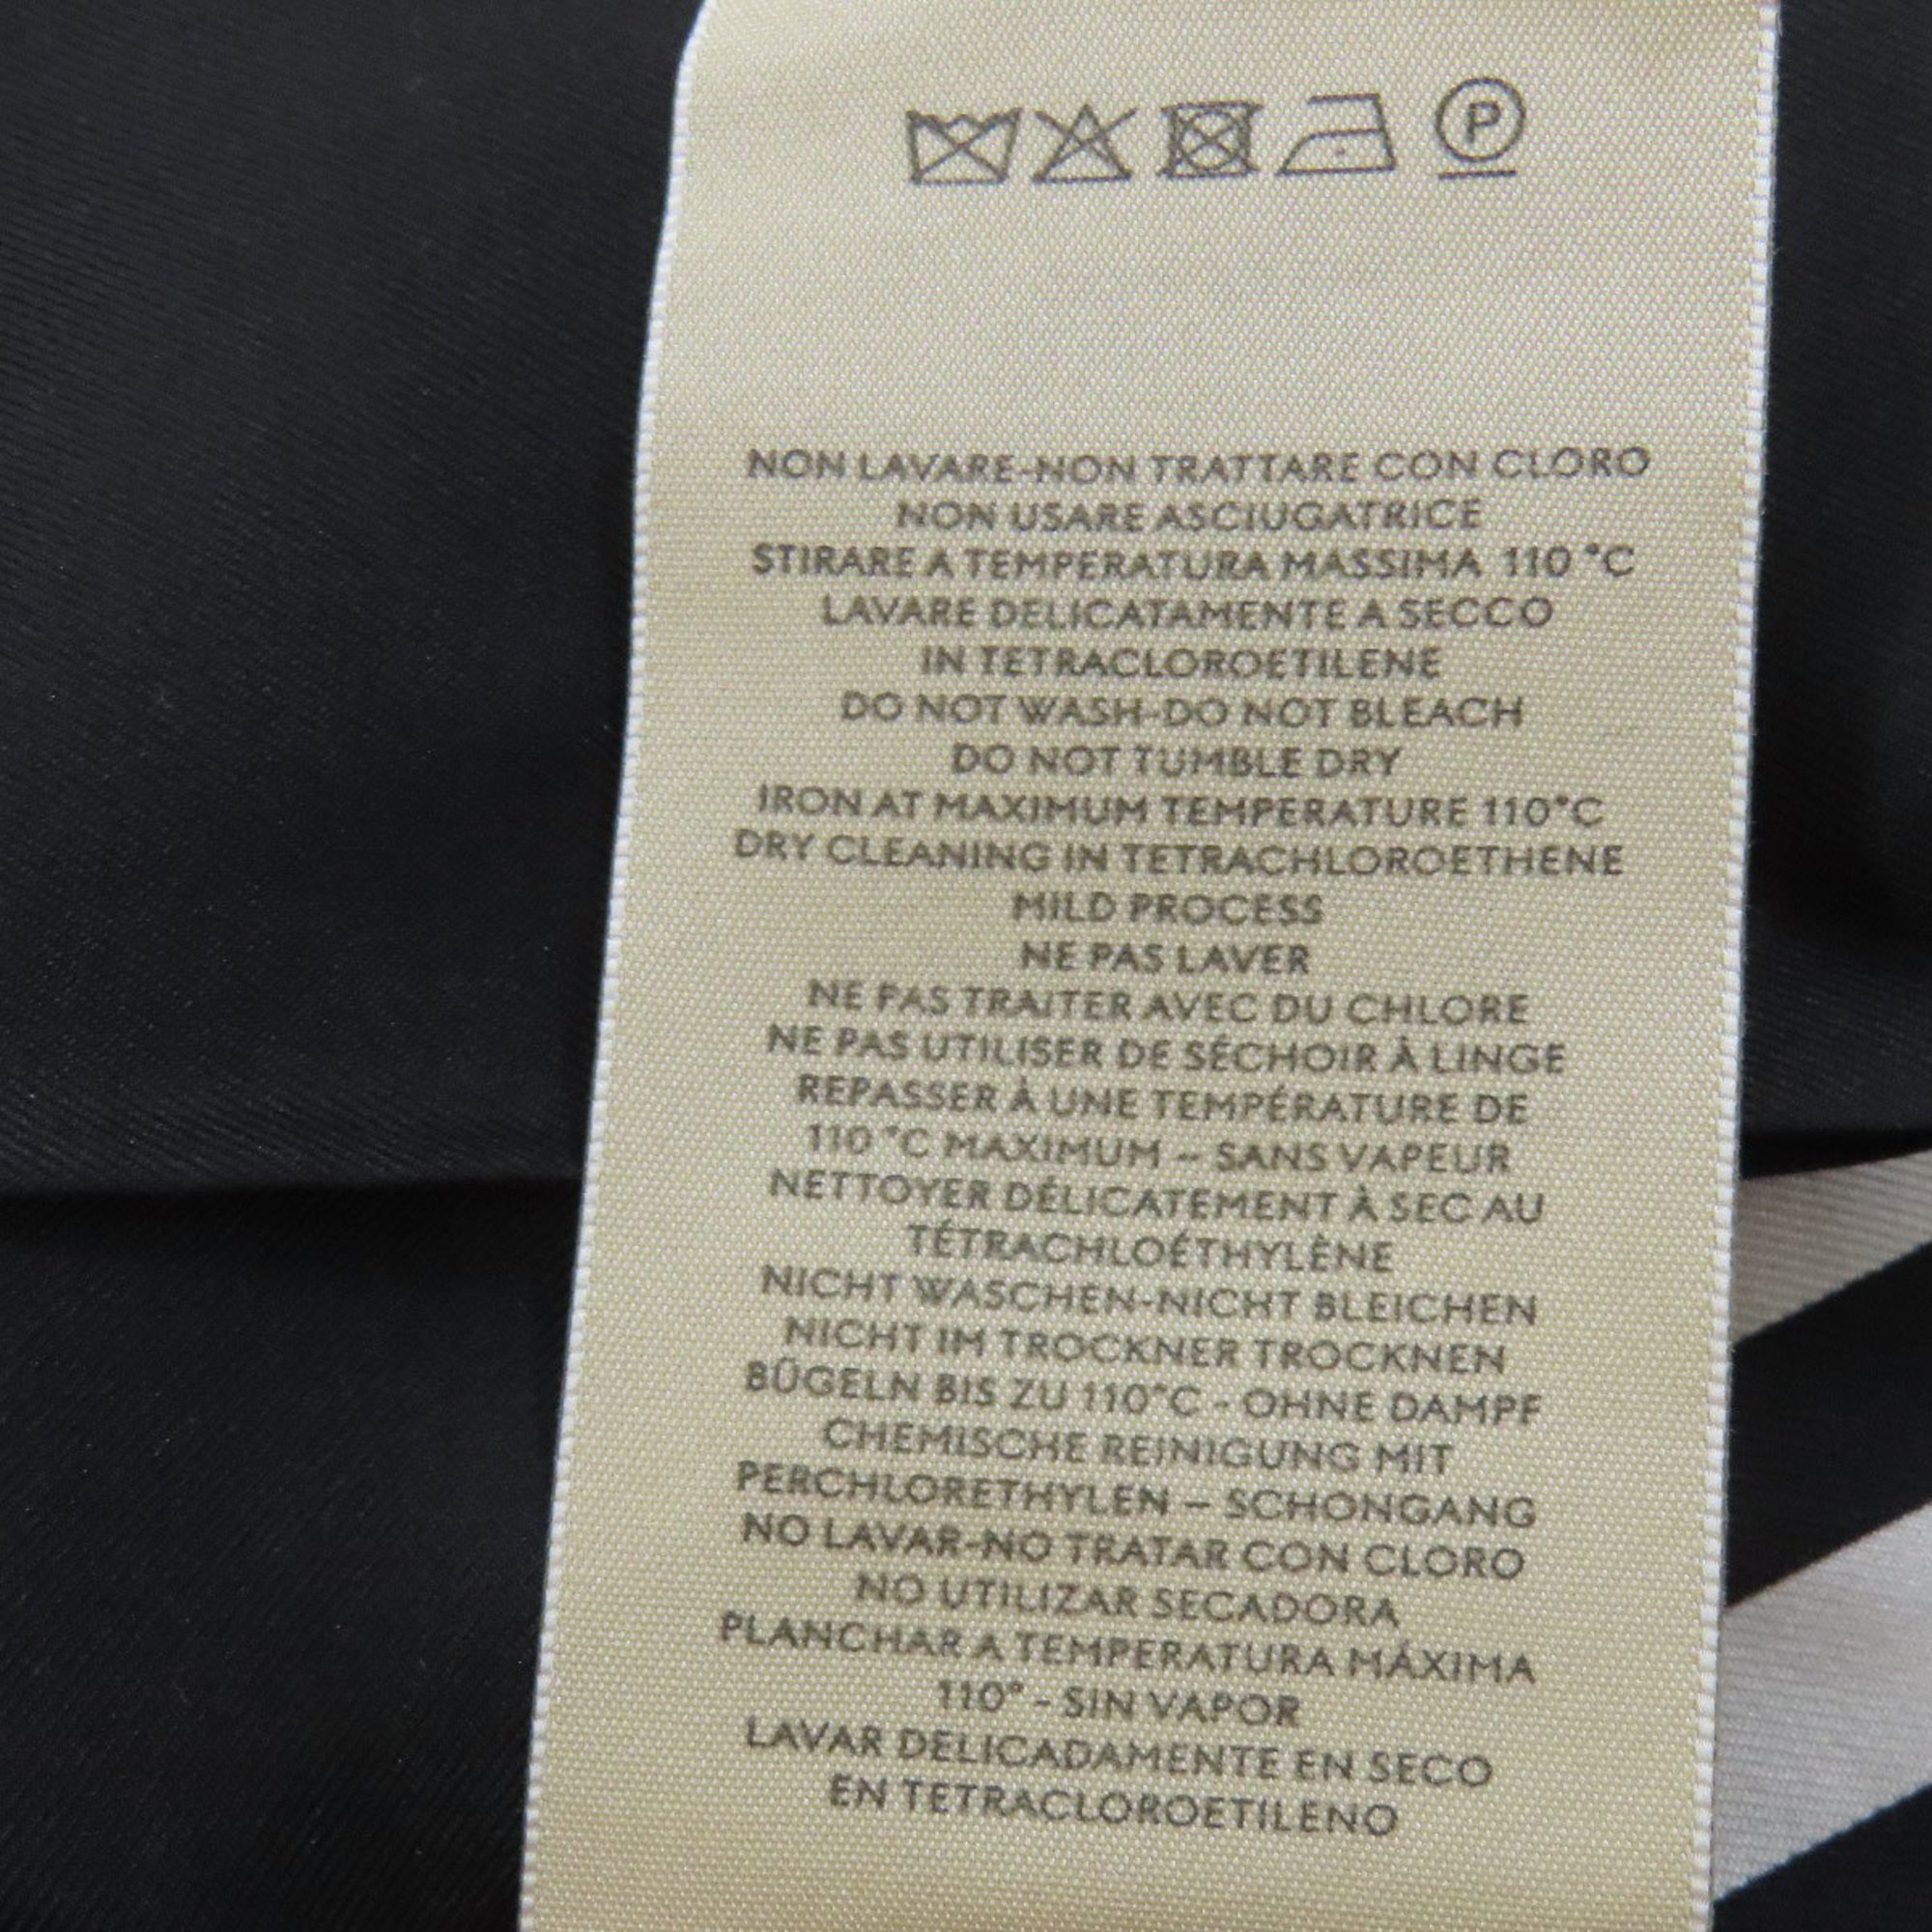 P
NON LAVARE-NON TRATTARE CON CLORO
NON USARE ASCIUGATRICE
STIRARE A TEMPERATURA MASSIMA 110 °C
LAVARE DELICATAMENTE A SECCO
IN TETRACLOROETILENE
DO NOT WASH-DO NOT BLEACH
DO NOT TUMBLE DRY
IRON AT MAXIMUM TEMPERATURE 110°C
DRY CLEANING IN TETRACHLOROETHENE
MILD PROCESS
NE PAS LAVER
NE PAS TRAITER AVEC DU CHLORE
NE PAS UTILISER DE SÉCHOIR À LINGE
REPASSER À UNE TEMPÉRATURE DE
110 °C MAXIMUM – SANS VAPEUR
NETTOYER DÉLICATEMENT À SEC AU
TÉTRACHLOÉTHYLÈNE
NICHT WASCHEN-NICHT BLEICHEN
NICHT IM TROCKNER TROCKNEN
BÜGELN BIS ZU 110°C - OHNE DAMPF
CHEMISCHE REINIGUNG MIT
PERCHLORETHYLEN – SCHONGANG
NO LAVAR-NO TRATAR CON CLORO
NO UTILIZAR SECADORA
PLANCHAR A TEMPERATURA MÁXIMA
110° - SIN VAPOR
LAVAR DELICADAMENTE EN SECO
EN TETRACLOROETILENO